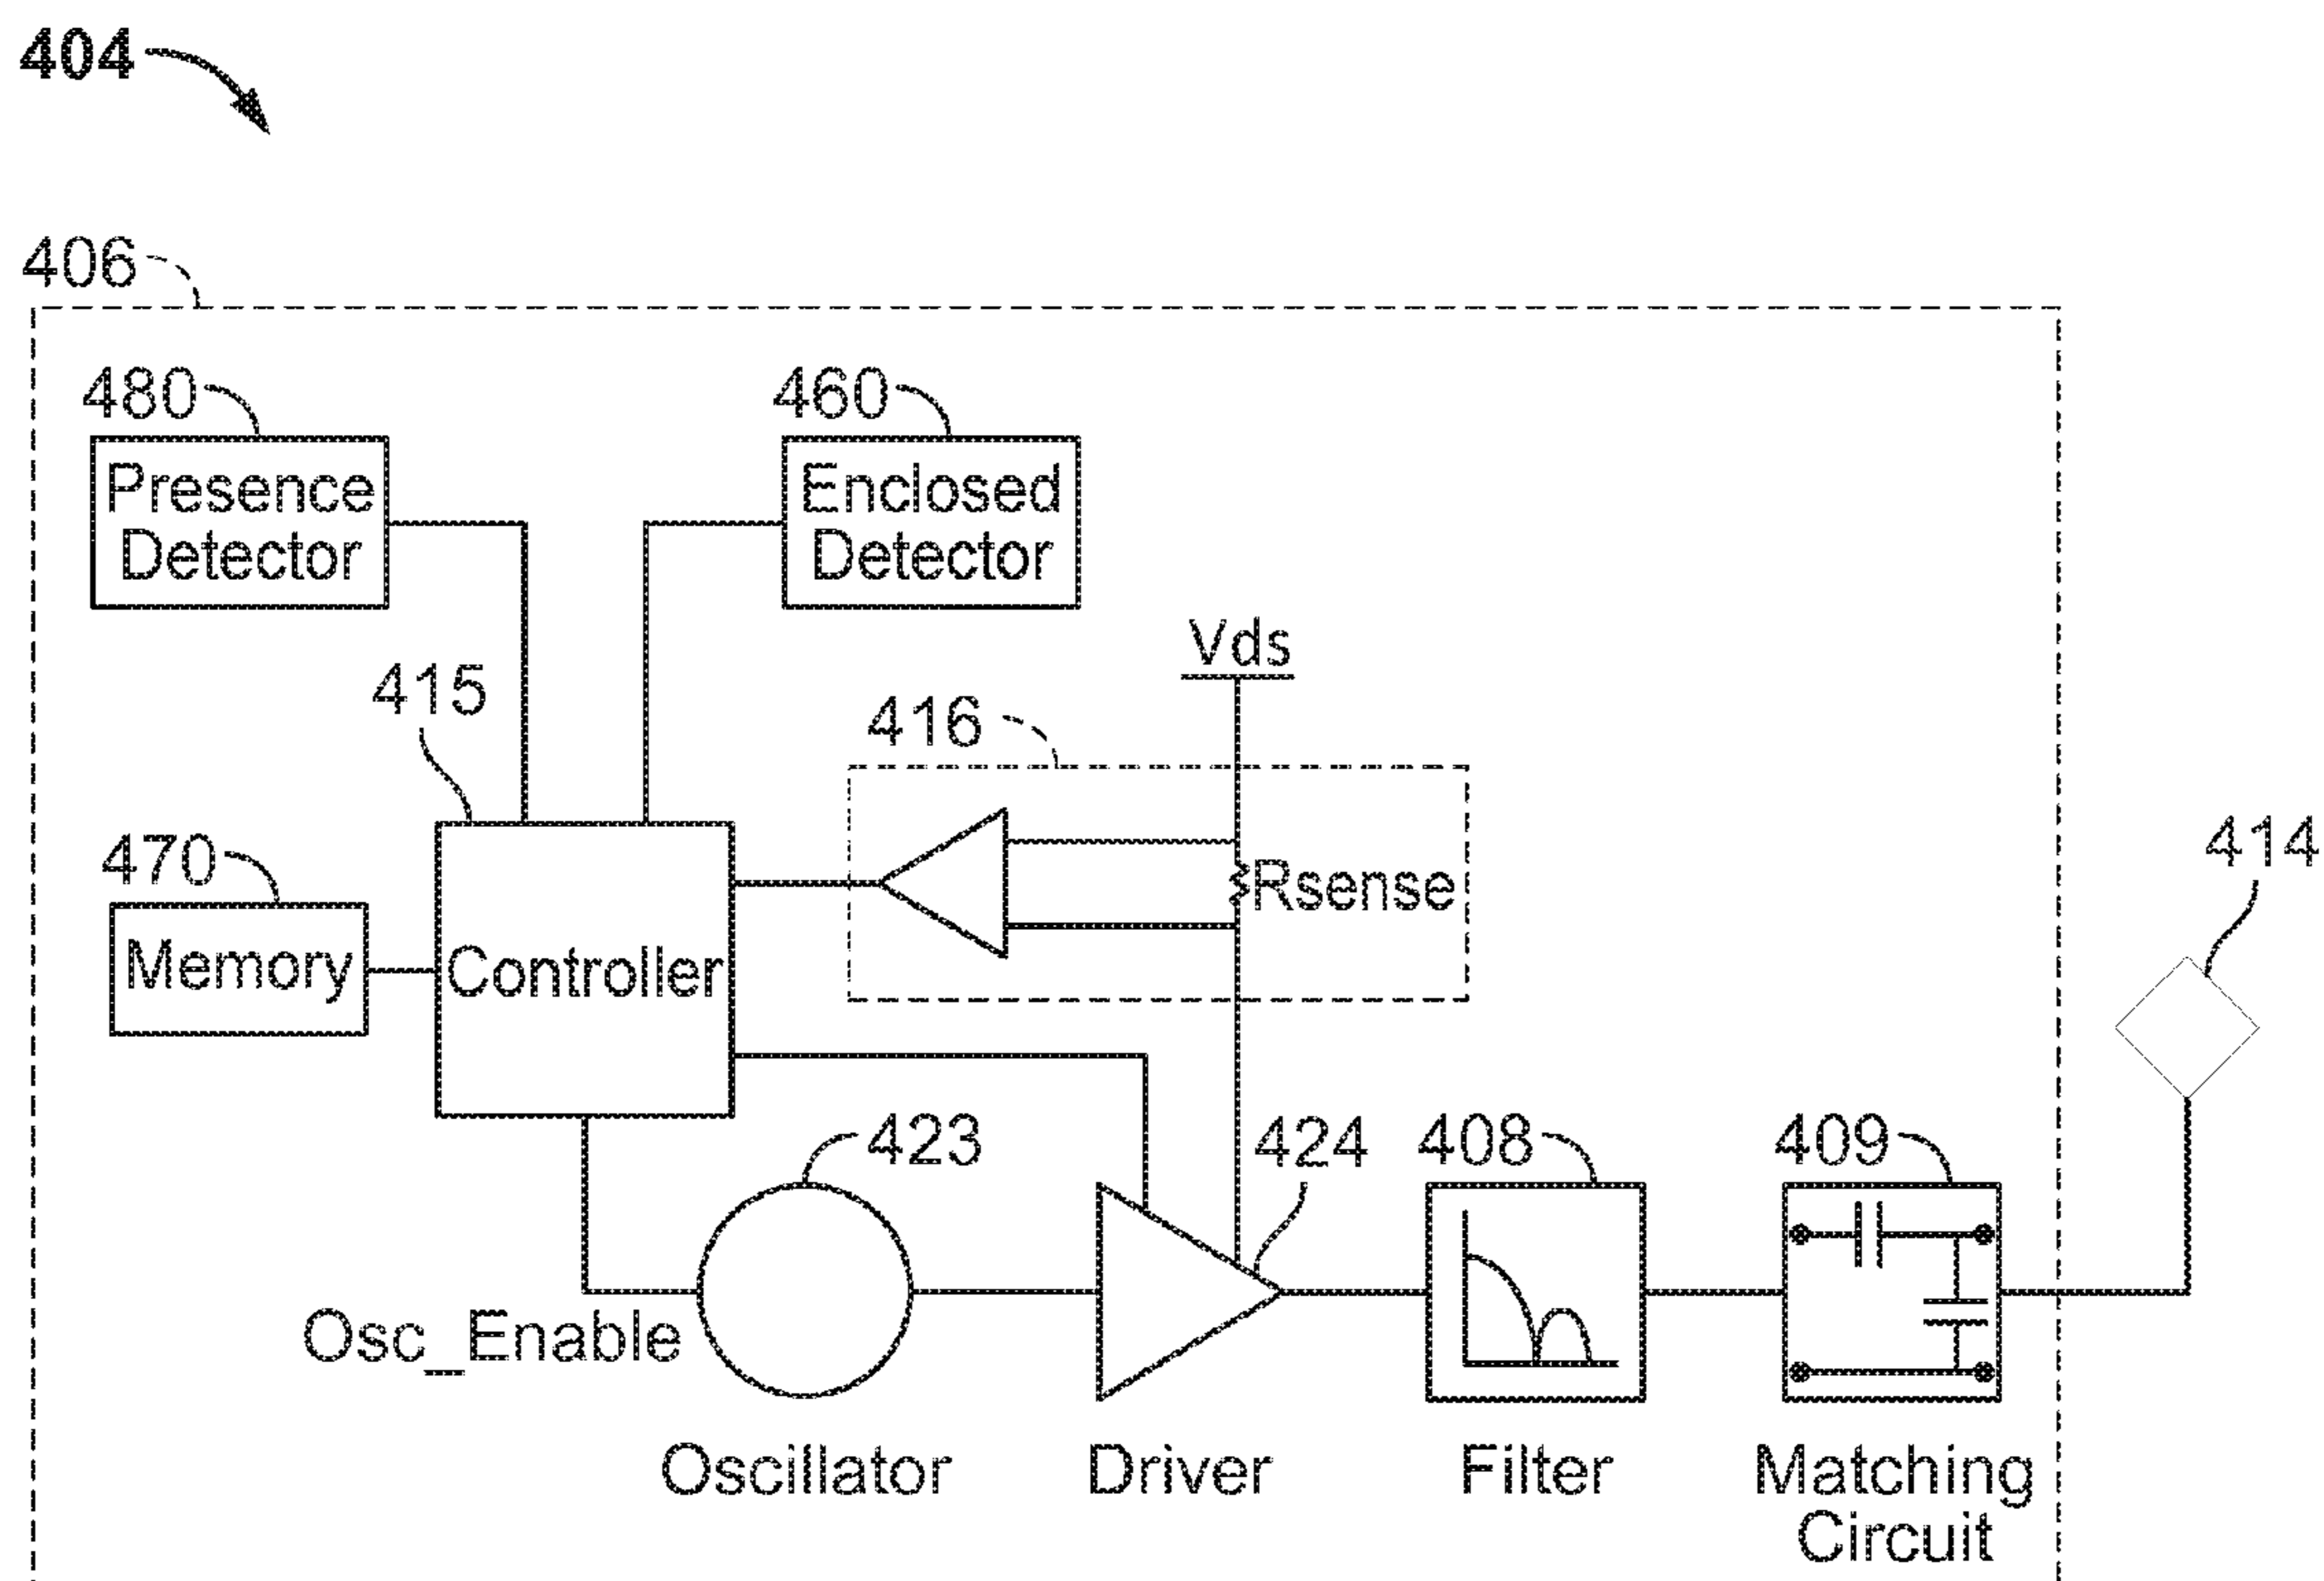 404
406
480
460
Presence
Detector
Enclosed
Detector
Vds
415
416
414
470
Rsense
Memory
Controller
423
424
408
409
Osc_Enable
Oscillator
Driver
Filter
Matching
Circuit